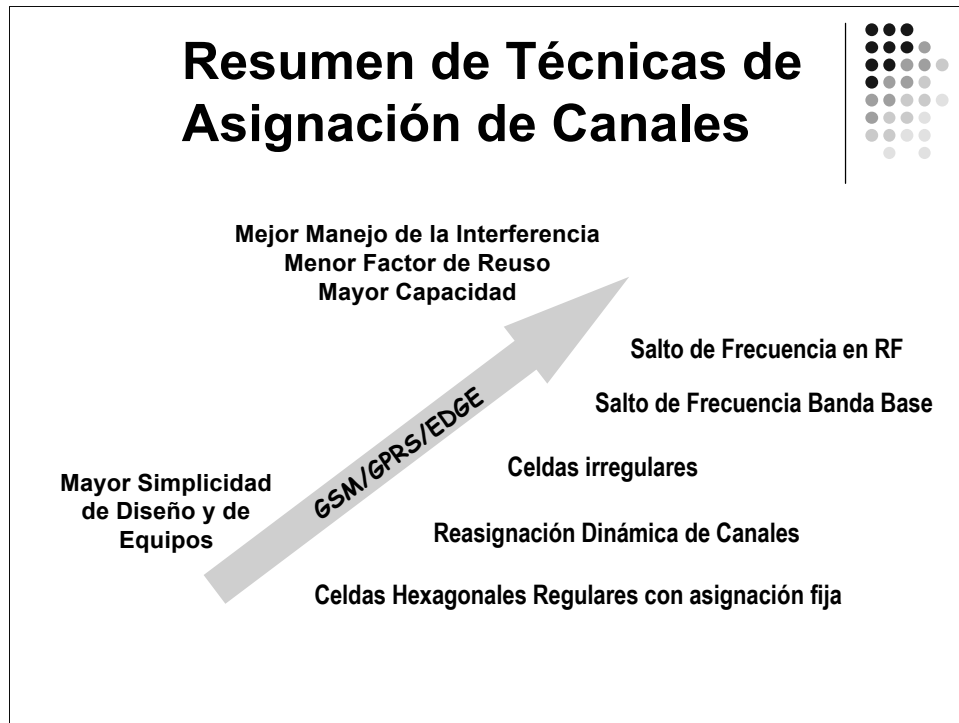 Resumen de Técnicas de
Asignación de Canales
Mejor Manejo de la Interferencia
Menor Factor de Reuso
Mayor Capacidad
Salto de Frecuencia en RF
Salto de Frecuencia Banda Base
GSM/GPRS/EDGE
Celdas irregulares
Mayor Simplicidad
de Diseño y de
Equipos
Reasignación Dinámica de Canales
Celdas Hexagonales Regulares con asignación fija